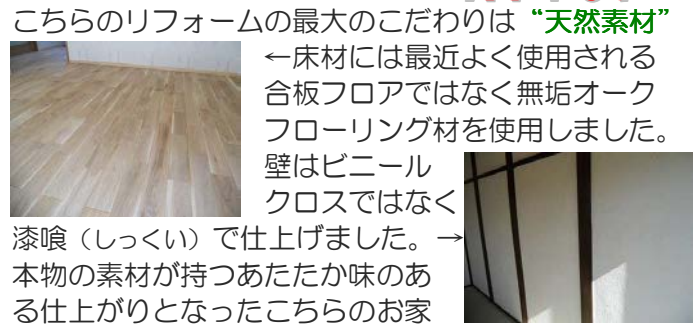 こちらのリフォームの最大のこだわりは“天然素材”
←床材には最近よく使用される
合板フロアではなく無垢オーク
フローリング材を使用しました。
壁はビニール
クロスではなく
漆喰（しっくい）で仕上げました。→
本物の素材が持つあたたか味のあ
る仕上がりとなったこちらのお家